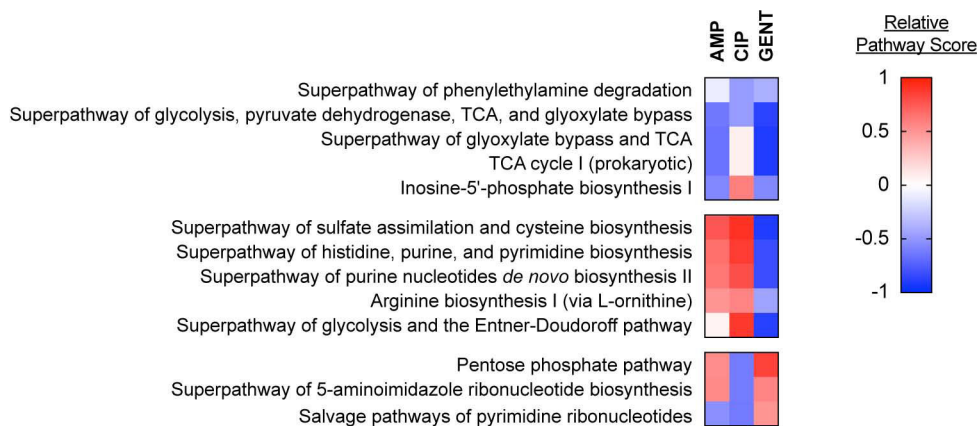 AMP
CIP
GENT
Relative
Pathway Score
Superpathway of phenylethylamine degradation
Superpathway of glycolysis, pyruvate dehydrogenase, TCA, and glyoxylate bypass
Superpathway of glyoxylate bypass and TCA
TCA cycle I (prokaryotic)
Inosine-5'-phosphate biosynthesis I
Superpathway of sulfate assimilation and cysteine biosynthesis
Superpathway of histidine, purine, and pyrimidine biosynthesis
Superpathway of purine nucleotides de novo biosynthesis II
Arginine biosynthesis I (via L-ornithine)
Superpathway of glycolysis and the Entner-Doudoroff pathway
Pentose phosphate pathway
Superpathway of 5-aminoimidazole ribonucleotide biosynthesis
Salvage pathways of pyrimidine ribonucleotides
1
0.5
0
-0.5
-1